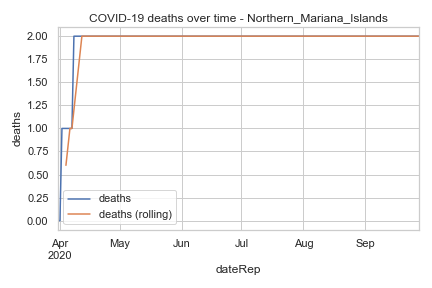 COVID-19 deaths over time - Northern_Mariana_Islands
2.00
1.75
1.50
1.25
1.00
0.75
0.50
0.25
0.00
deaths
deaths
deaths (rolling)
Apr May Jun Jul Aug Sep
2020
dateRep